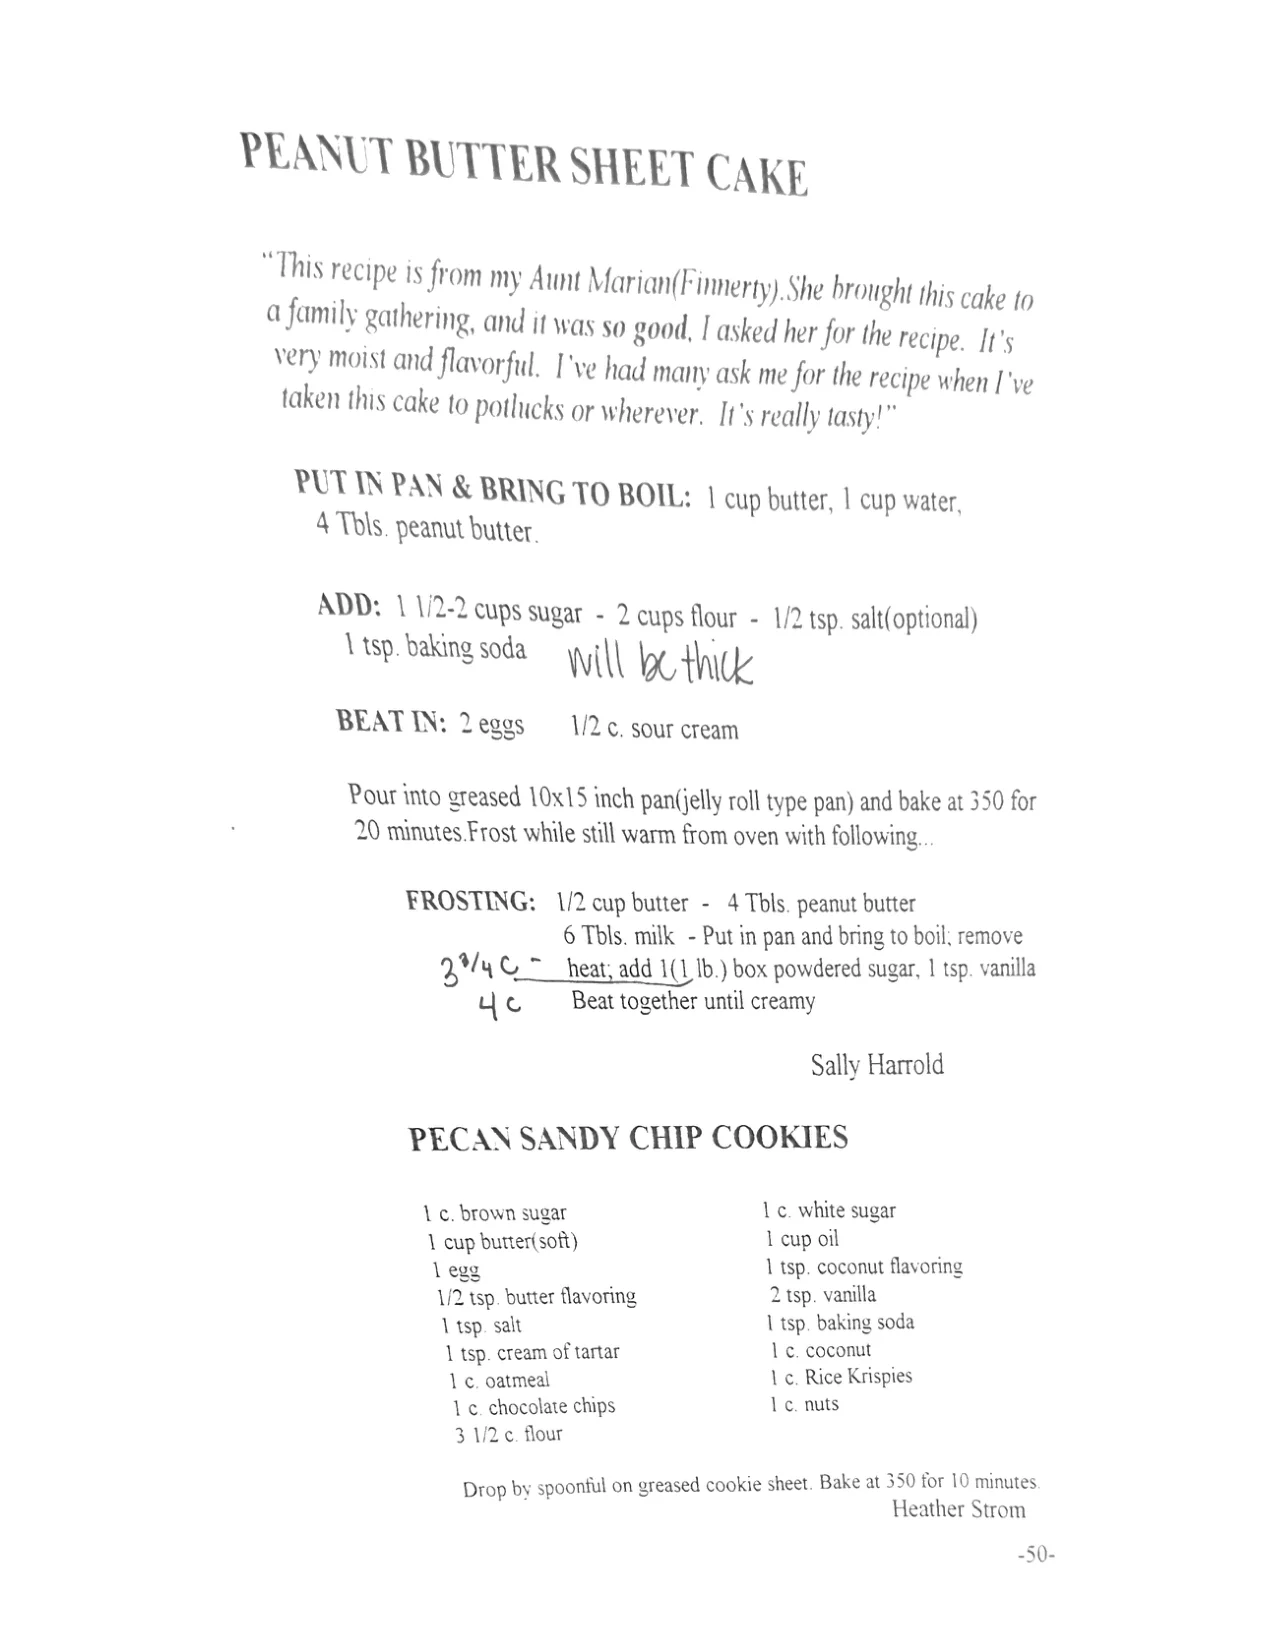 PEANUT BUTTER SHEET CAKE
"This recipe is from my Aunt Marian(Finnerty).She brought this cake to
a family gathering, and it was so good, I asked her for the recipe. It's
very moist and flavorful. I've had many ask me for the recipe when I've
taken this cake to potlucks or wherever. It's really tasty!"
PUT IN PAN & BRING TO BOIL: 1 cup butter, 1 cup water,
4 Tbls. peanut butter.
ADD: 1 1/2-2 cups sugar - 2 cups flour - 1/2 tsp. salt(optional)
1 tsp. baking soda will be thick
BEAT IN: 2 eggs 1/2 c. sour cream
Pour into greased 10x15 inch pan(jelly roll type pan) and bake at 350 for
20 minutes.Frost while still warm from oven with following...
FROSTING: 1/2 cup butter - 4 Tbls. peanut butter
6 Tbls. milk - Put in pan and bring to boil; remove
3 3/4 C - heat; add 1(1 lb.) box powdered sugar, 1 tsp. vanilla
4 c Beat together until creamy
Sally Harrold
PECAN SANDY CHIP COOKIES
1 c. brown sugar 1 c. white sugar
1 cup butter(soft) 1 cup oil
1 egg 1 tsp. coconut flavoring
1/2 tsp. butter flavoring 2 tsp. vanilla
1 tsp. salt 1 tsp. baking soda
1 tsp. cream of tartar 1 c. coconut
1 c. oatmeal 1 c. Rice Krispies
1 c. chocolate chips 1 c. nuts
3 1/2 c. flour
Drop by spoonful on greased cookie sheet. Bake at 350 for 10 minutes.
Heather Strom
-50-